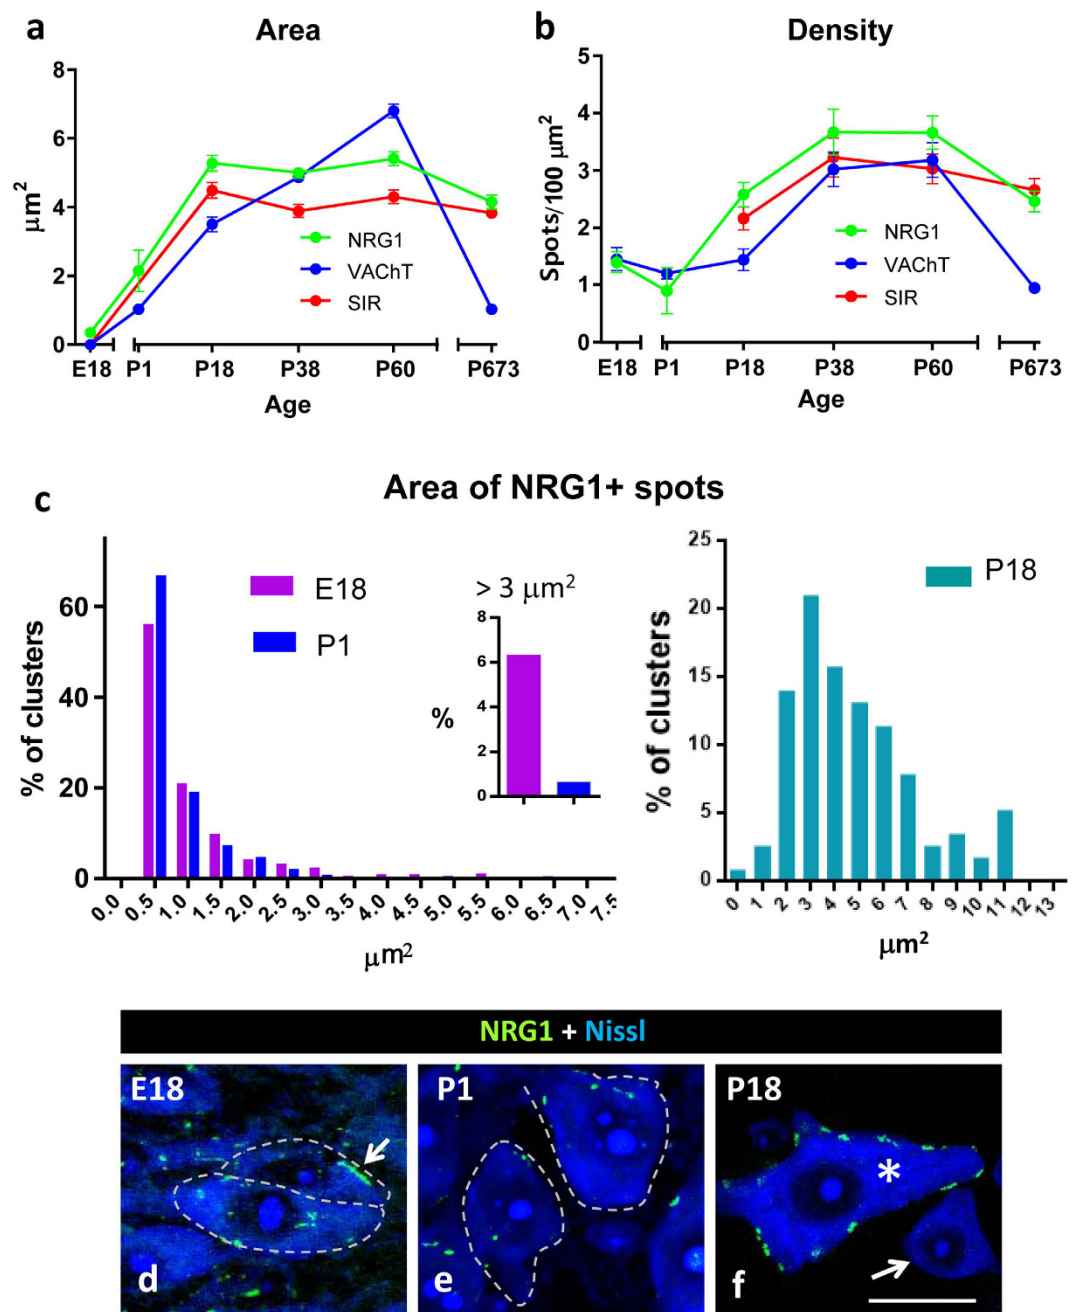 a
Area
μm²
8
6
4
2
0
NRG1
VAChT
SIR
E18 P1 P18 P38 P60 P673
Age
b
Density
Spots/100 μm²
5
4
3
2
1
0
NRG1
VAChT
SIR
E18 P1 P18 P38 P60 P673
Age
c
Area of NRG1+ spots
% of clusters
60
40
20
0
E18
P1
> 3 μm²
%
8
6
4
2
0
0.0 0.5 1.0 1.5 2.0 2.5 3.0 3.5 4.0 4.5 5.0 5.5 6.0 6.5 7.0 7.5
μm²
% of clusters
25
20
15
10
5
0
P18
0 1 2 3 4 5 6 7 8 9 10 11 12 13
μm²
NRG1 + Nissl
E18
d
P1
e
P18
*
f